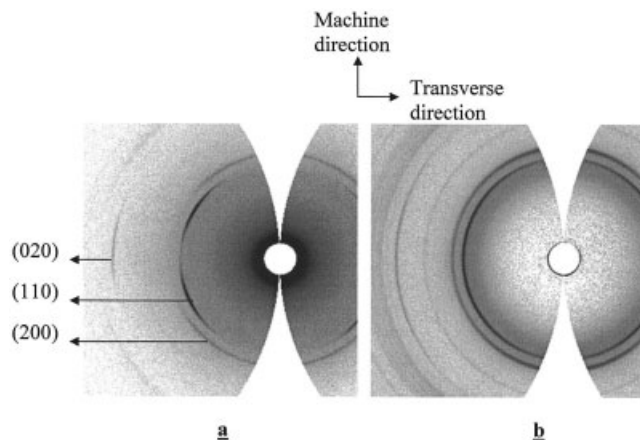 Machine
direction
Transverse
direction
(020)
(110)
(200)
a
b